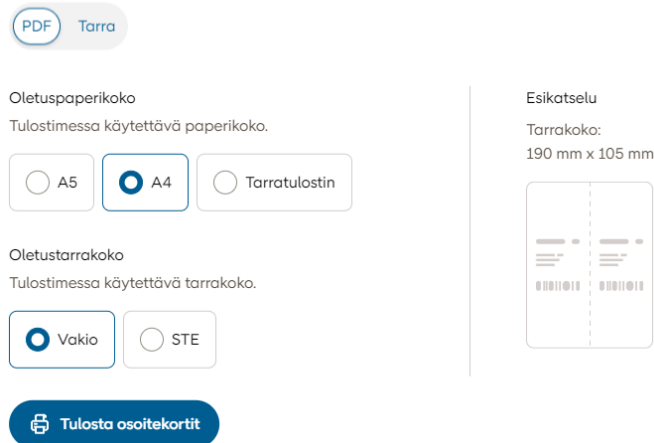 PDF Tarra
Oletuspaperikoko
Tulostimessa käytettävä paperikoko.
A5 A4 Tarratulostin
Oletustarrakoko
Tulostimessa käytettävä tarrakoko.
Vakio STE
Tulosta osoitekortit
Esikatselu
Tarrakoko:
190 mm x 105 mm